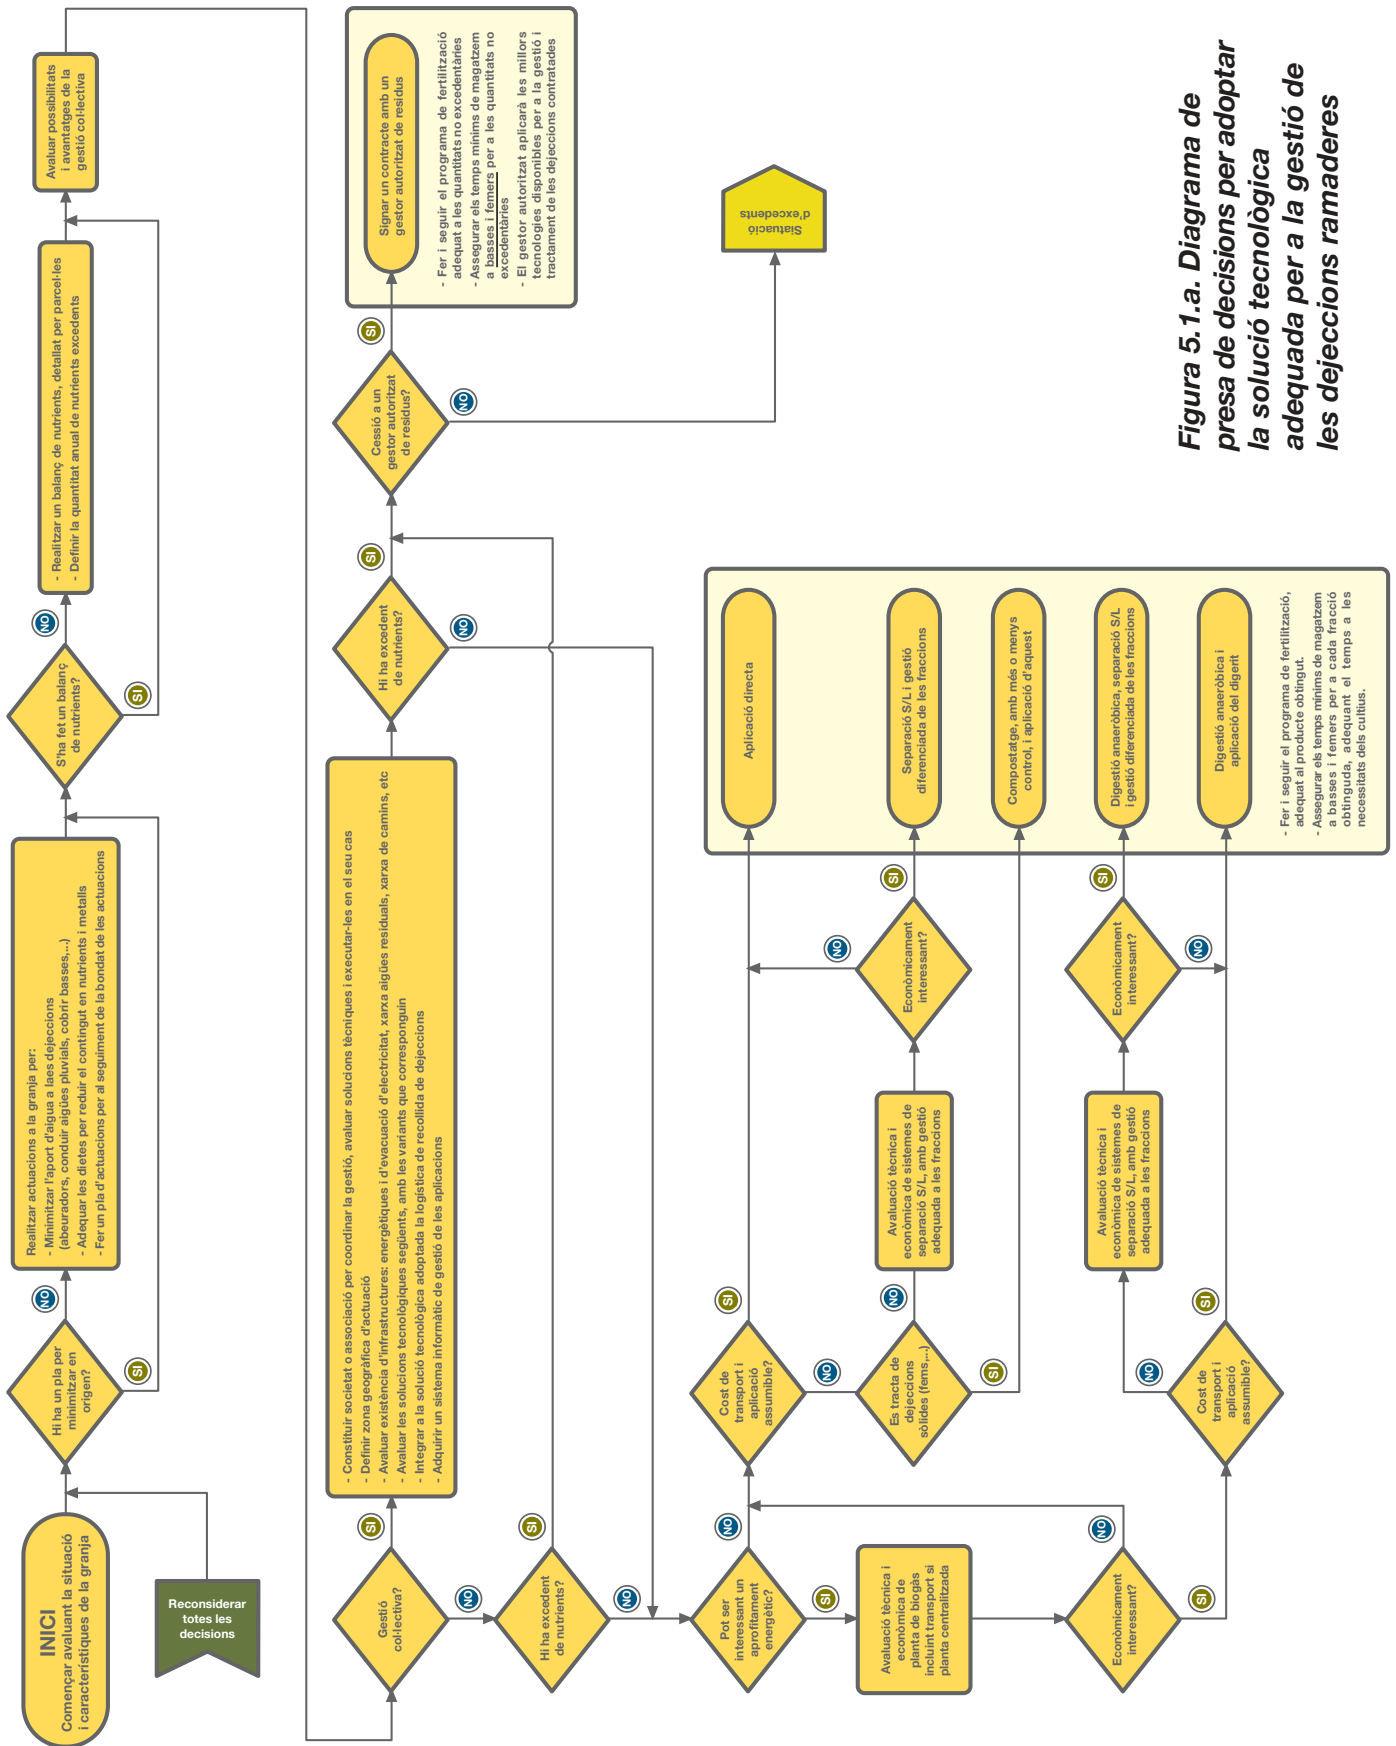 INICI
Començar avaluant la situació
i característiques de la granja
Reconsiderar
totes les
decisions
Hi ha un pla per
minimitzar en
origen?
NO
SI
Realitzar actuacions a la granja per:
- Minimitzar l'aport d'aigua a laes dejeccions
(abeuradors, conduir aigües pluvials, cobrir basses,...)
- Adequar les dietes per reduir el contingut en nutrients i metalls
- Fer un pla d'actuacions per al seguiment de la bondat de les actuacions
S'ha fet un balanç
de nutrients?
NO
SI
- Realitzar un balanç de nutrients, detallat per parcel·les
- Definir la quantitat anual de nutrients excedents
Avaluar possibilitats
i avantatges de la
gestió col·lectiva
Gestió
col·lectiva?
SI
NO
- Constituir societat o associació per coordinar la gestió, avaluar solucions tècniques i executar-les en el seu cas
- Definir zona geogràfica d'actuació
- Avaluar existència d'infrastructures: energètiques i d'evacuació d'electricitat, xarxa aigües residuals, xarxa de camins, etc
- Avaluar les solucions tecnològiques següents, amb les variants que corresponguin
- Integrar a la solució tecnològica adoptada la logística de recollida de dejeccions
- Adquirir un sistema informàtic de gestió de les aplicacions
Hi ha excedent
de nutrients?
SI
NO
Cessió a un
gestor autoritzat
de residus?
SI
NO
Signar un contracte amb un
gestor autoritzat de residus
- Fer i seguir el programa de fertilització
adequat a les quantitats no excedentàries
- Assegurar els temps mínims de magatzem
a basses i femers per a les quantitats no
excedentàries
- El gestor autoritzat aplicarà les millors
tecnologies disponibles per a la gestió i
tractament de les dejeccions contratades
Siatuació
d'excedents
Hi ha excedent
de nutrients?
SI
NO
Pot ser
interessant un
aprofitament
energètic?
NO
SI
Avaluació tècnica i
econòmica de
planta de biogàs
incluint transport si
planta centralitzada
Econòmicament
interessant?
NO
SI
Cost de
transport i
aplicació
assumible?
SI
NO
Es tracta de
dejeccions
sòlides (fems,...)
NO
SI
Avaluació tècnica i
econòmica de sistemes de
separació S/L, amb gestió
adequada a les fraccions
Econòmicament
interessant?
NO
SI
Cost de
transport i
aplicació
assumible?
NO
SI
Avaluació tècnica i
econòmica de sistemes de
separació S/L, amb gestió
adequada a les fraccions
Econòmicament
interessant?
SI
NO
Aplicació directa
Separació S/L i gestió
diferenciada de les fraccions
Compostatge, amb més o menys
control, i aplicació d'aquest
Digestió anaeròbica, separació S/L
i gestió diferenciada de les fraccions
Digestió anaeròbica i
aplicació del digerit
- Fer i seguir el programa de fertilització,
adequat al producte obtingut.
- Assegurar els temps mínims de magatzem
a basses i femers per a cada fracció
obtinguda, adequant el temps a les
necessitats dels cultius.
Figura 5.1.a. Diagrama de
presa de decisions per adoptar
la solució tecnològica
adequada per a la gestió de
les dejeccions ramaderes